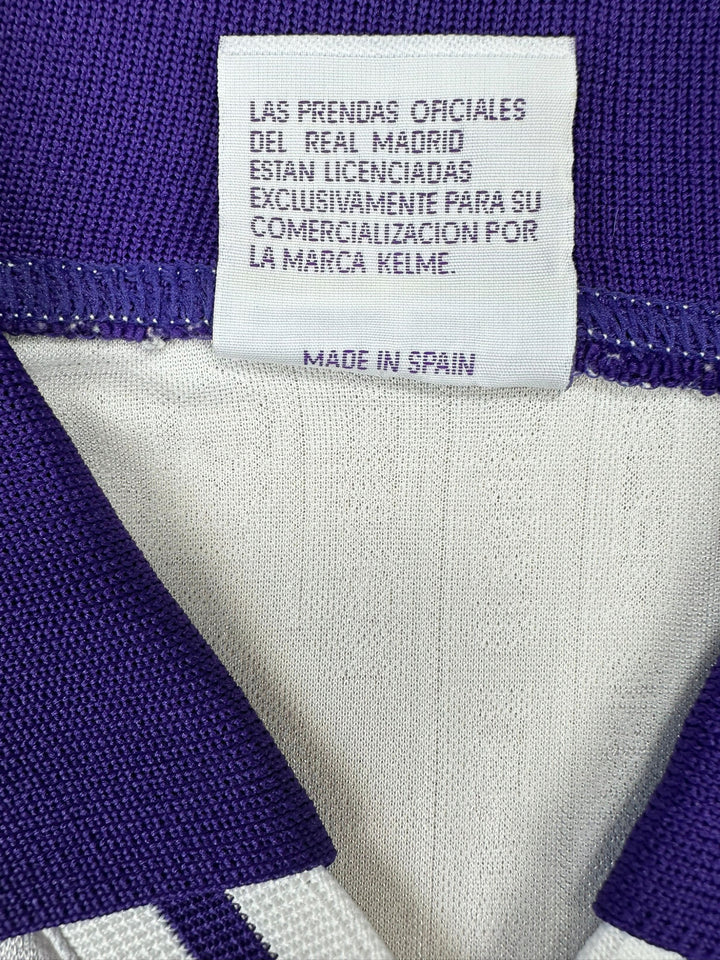 LAS PRENDAS OFICIALES
DEL REAL MADRID
ESTAN LICENCIADAS
EXCLUSIVAMENTE PARA SU
COMERCIALIZACION POR
LA MARCA KELME.
MADE IN SPAIN